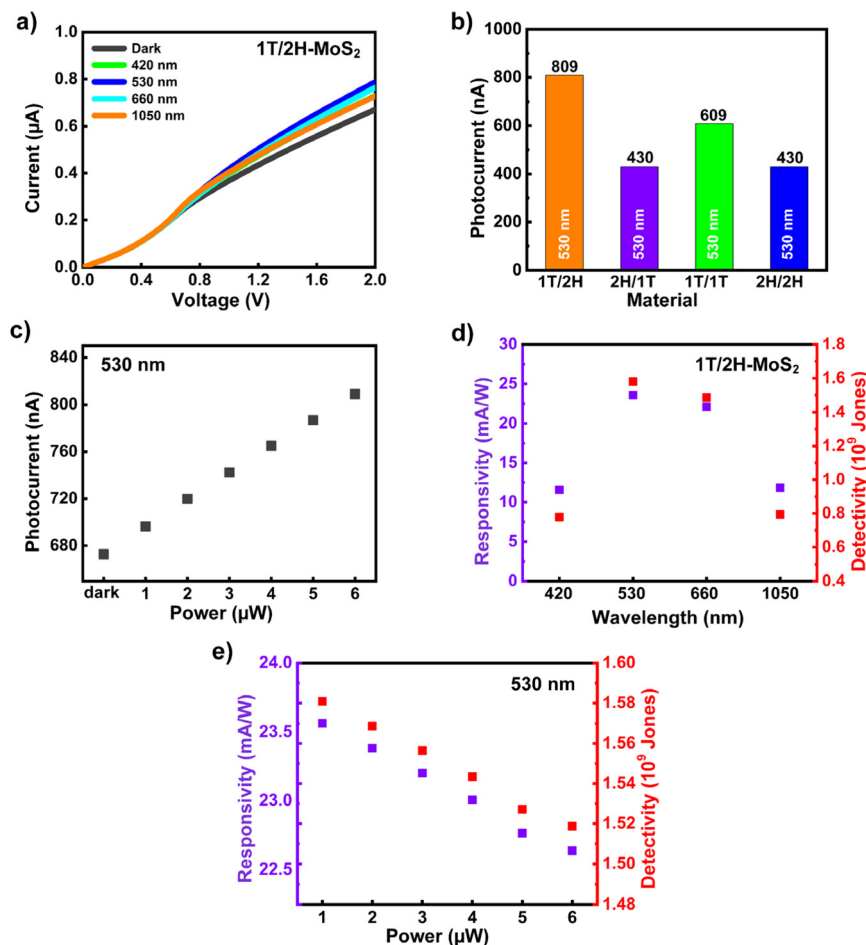 a)
1T/2H-MoS₂
Dark
420 nm
530 nm
660 nm
1050 nm
Current (µA)
0.0
0.2
0.4
0.6
0.8
1.0
0.0 0.4 0.8 1.2 1.6 2.0
Voltage (V)
b)
Photocurrent (nA)
1000
800
600
400
200
0
809
430
609
430
530 nm
530 nm
530 nm
530 nm
1T/2H 2H/1T 1T/1T 2H/2H
Material
c)
530 nm
Photocurrent (nA)
840
800
760
720
680
dark 1 2 3 4 5 6
Power (µW)
d)
1T/2H-MoS₂
Responsivity (mA/W)
30
25
20
15
10
5
0
Detectivity (10⁹ Jones)
1.8
1.6
1.4
1.2
1.0
0.8
0.6
0.4
420 530 660 1050
Wavelength (nm)
e)
530 nm
Responsivity (mA/W)
24.0
23.5
23.0
22.5
Detectivity (10⁹ Jones)
1.60
1.58
1.56
1.54
1.52
1.50
1.48
1 2 3 4 5 6
Power (µW)